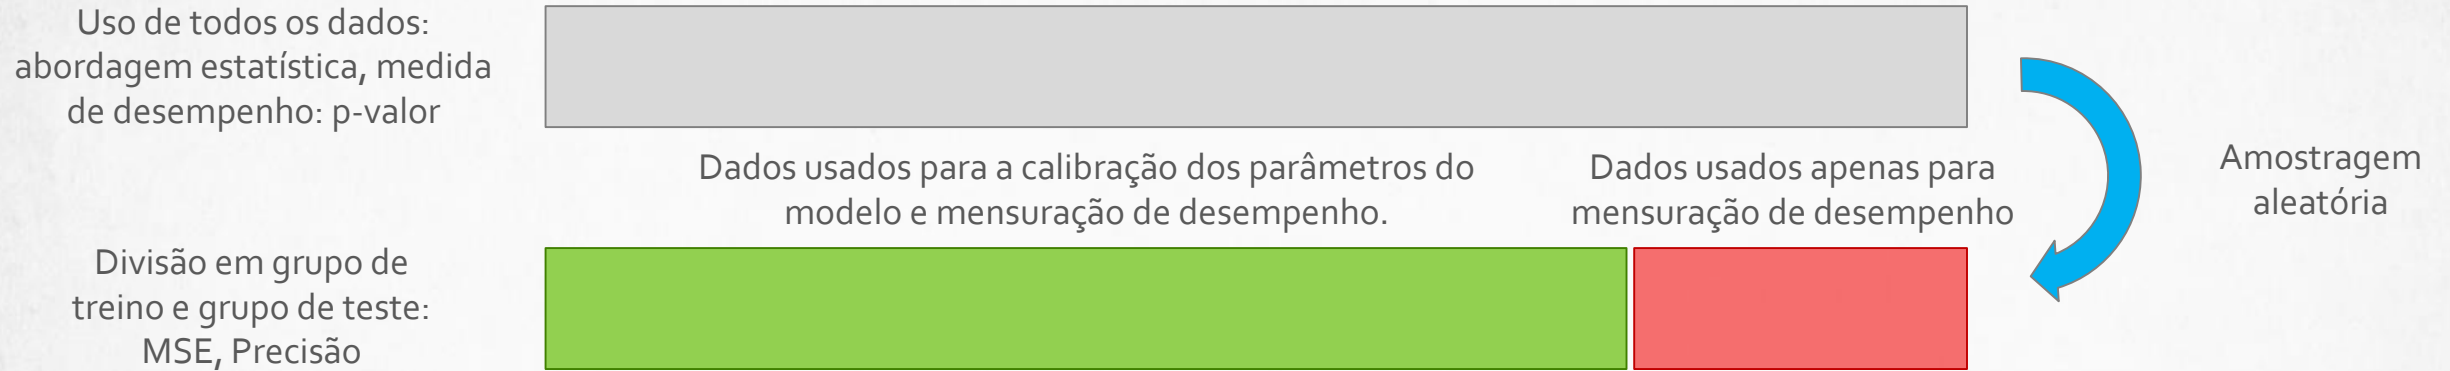 Uso de todos os dados:
abordagem estatística, medida
de desempenho: p-valor
Dados usados para a calibração dos parâmetros do
modelo e mensuração de desempenho.
Dados usados apenas para
mensuração de desempenho
Amostragem
aleatória
Divisão em grupo de
treino e grupo de teste:
MSE, Precisão